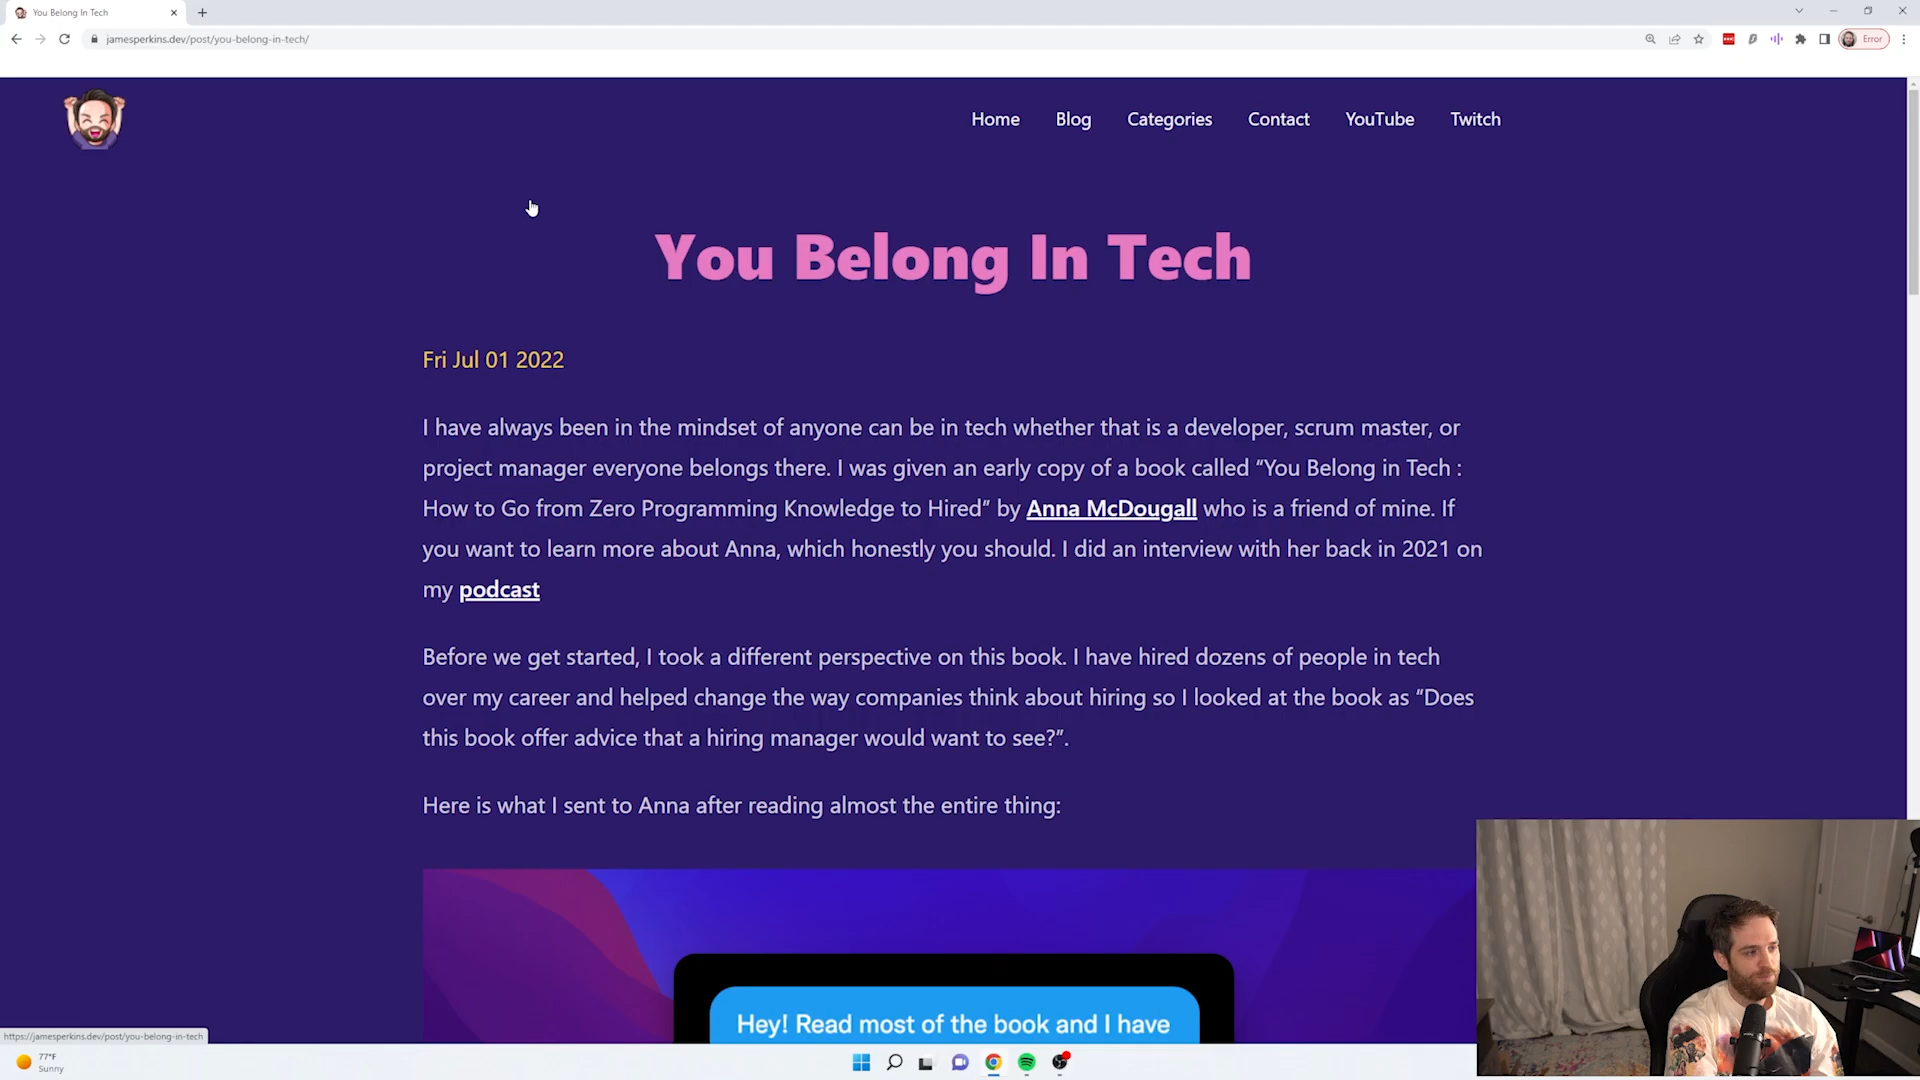 You Belong In Tech
jamesperkins.dev/post/you-belong-in-tech/
Error
Home Blog Categories Contact YouTube Twitch
You Belong In Tech
Fri Jul 01 2022
I have always been in the mindset of anyone can be in tech whether that is a developer, scrum master, or
project manager everyone belongs there. I was given an early copy of a book called “You Belong in Tech :
How to Go from Zero Programming Knowledge to Hired” by Anna McDougall who is a friend of mine. If
you want to learn more about Anna, which honestly you should. I did an interview with her back in 2021 on
my podcast
Before we get started, I took a different perspective on this book. I have hired dozens of people in tech
over my career and helped change the way companies think about hiring so I looked at the book as “Does
this book offer advice that a hiring manager would want to see?”.
Here is what I sent to Anna after reading almost the entire thing:
Hey! Read most of the book and I have
https://jamesperkins.dev/post/you-belong-in-tech
77°F
Sunny